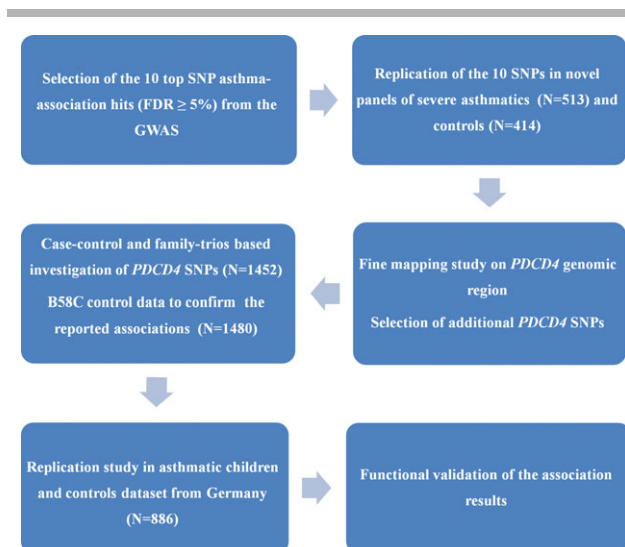 Selection of the 10 top SNP asthma-
association hits (FDR ≥ 5%) from the
GWAS
Replication of the 10 SNPs in novel
panels of severe asthmatics (N=513) and
controls (N=414)
Fine mapping study on PDCD4 genomic
region
Selection of additional PDCD4 SNPs
Case-control and family-trios based
investigation of PDCD4 SNPs (N=1452)
B58C control data to confirm the
reported associations (N=1480)
Replication study in asthmatic children
and controls dataset from Germany
(N=886)
Functional validation of the association
results